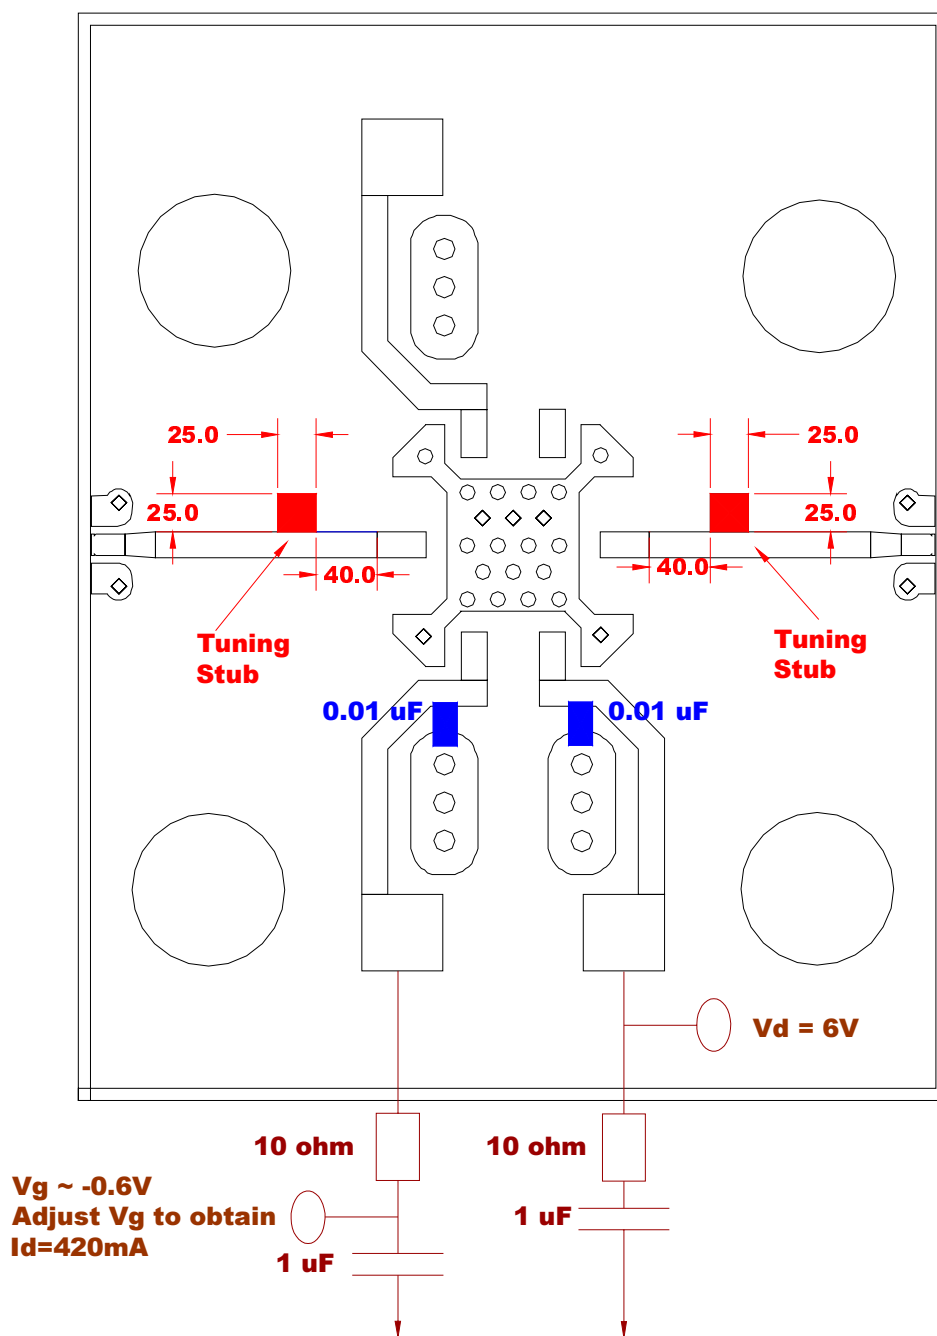 25.0
25.0
25.0
25.0
40.0
40.0
Tuning
Stub
Tuning
Stub
0.01 uF
0.01 uF
Vd = 6V
10 ohm
10 ohm
Vg ~ -0.6V
Adjust Vg to obtain
Id=420mA
1 uF
1 uF